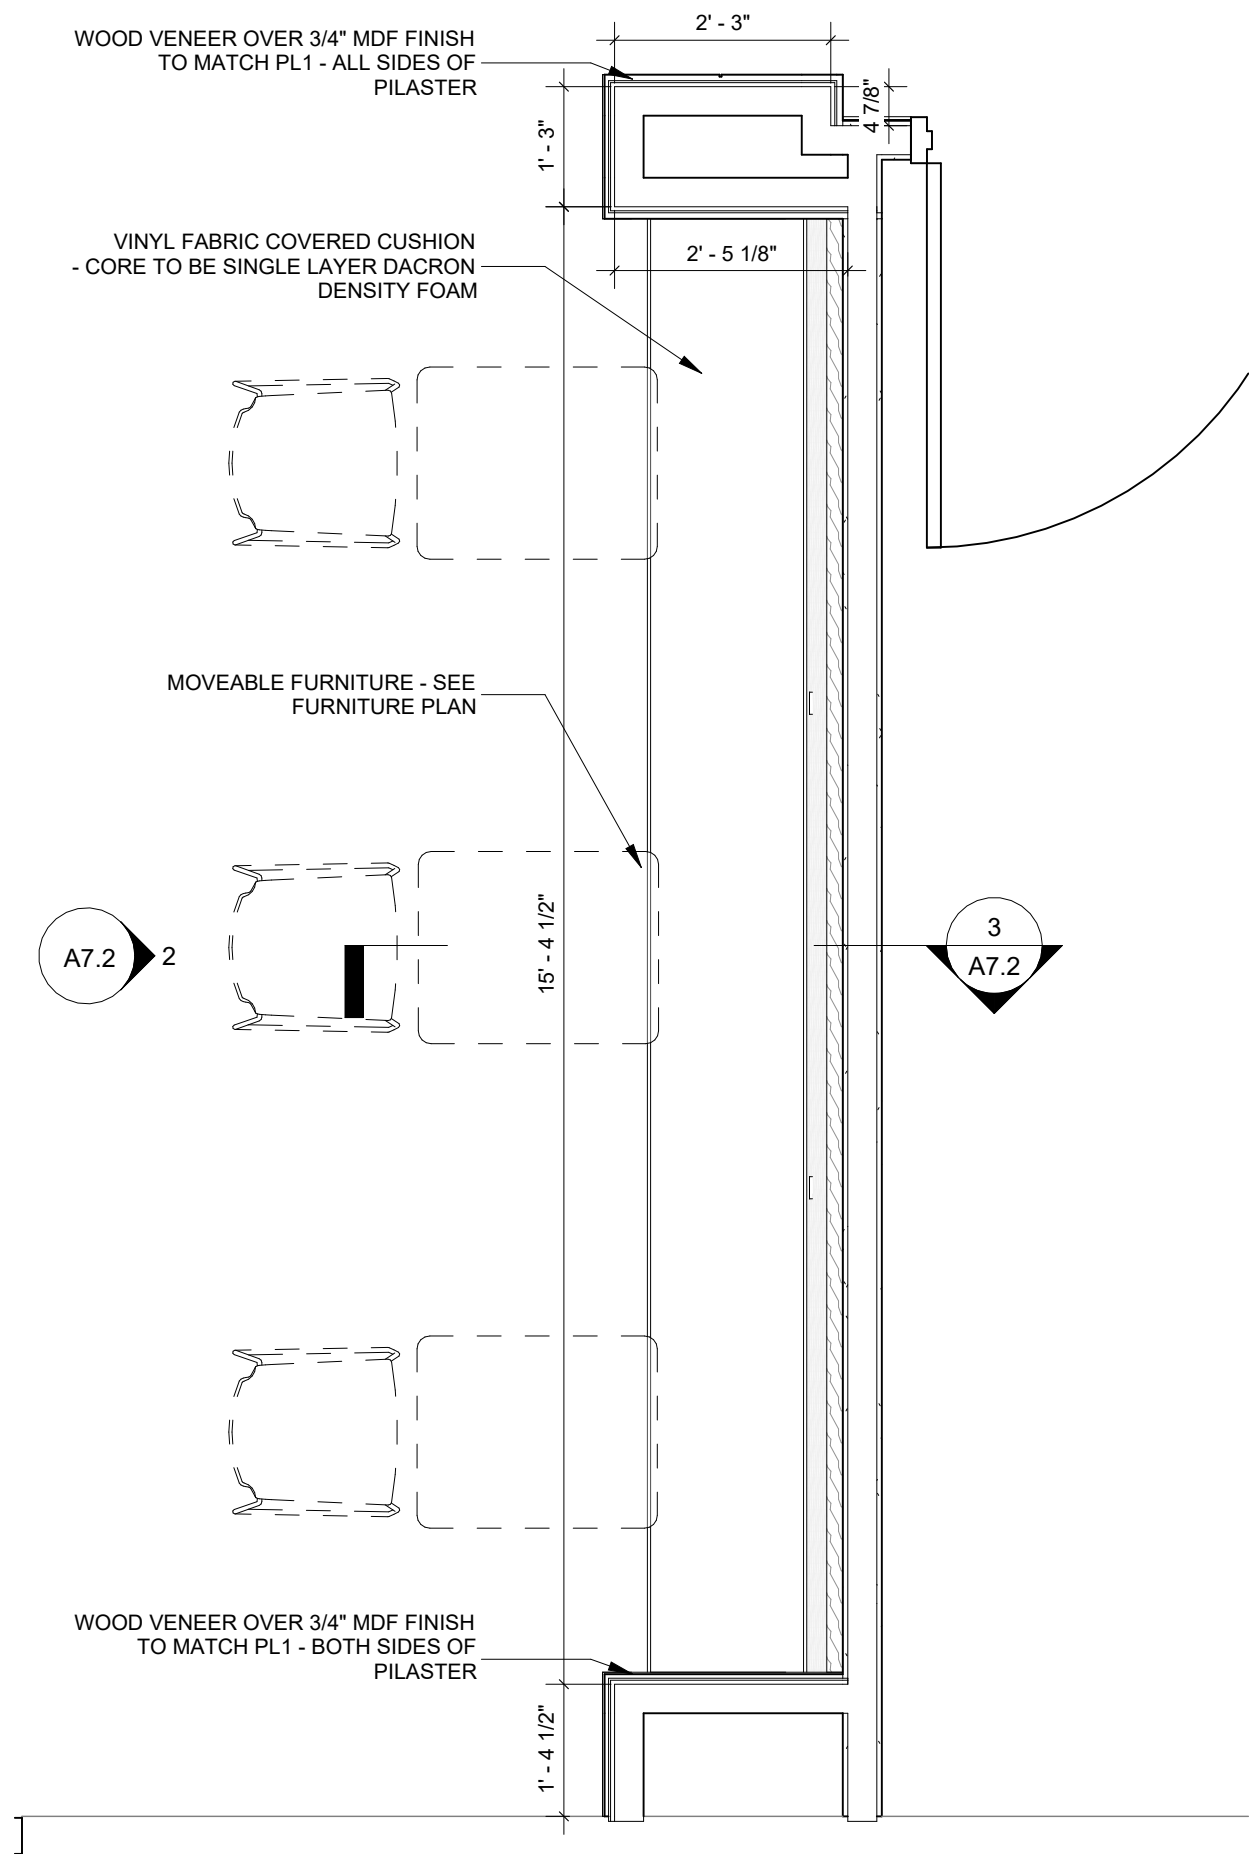 2' - 3"
WOOD VENEER OVER 3/4" MDF FINISH
TO MATCH PL1 - ALL SIDES OF
PILASTER
4 7/8"
1' - 3"
VINYL FABRIC COVERED CUSHION
- CORE TO BE SINGLE LAYER DACRON
DENSITY FOAM
2' - 5 1/8"
MOVEABLE FURNITURE - SEE
FURNITURE PLAN
15' - 4 1/2"
A7.2
2
3
A7.2
WOOD VENEER OVER 3/4" MDF FINISH
TO MATCH PL1 - BOTH SIDES OF
PILASTER
1' - 4 1/2"